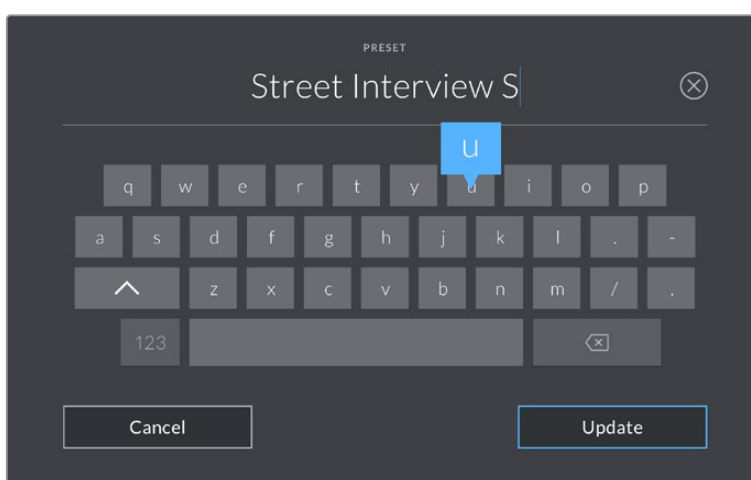 PRESET
Street Interview S
u
q w e r t y u i o p
a s d f g h j k l . -
z x c v b n m / ,
123
Cancel Update